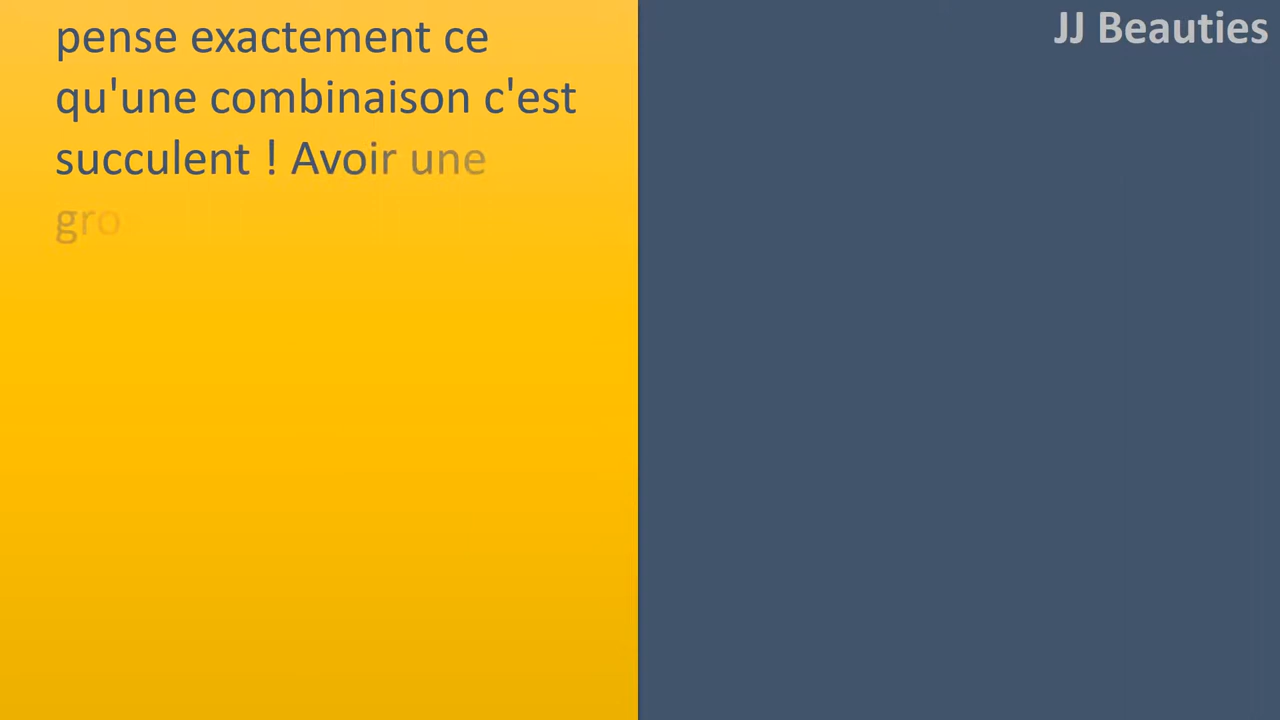 pense exactement ce
qu'une combinaison c'est
succulent ! Avoir une
JJ Beauties